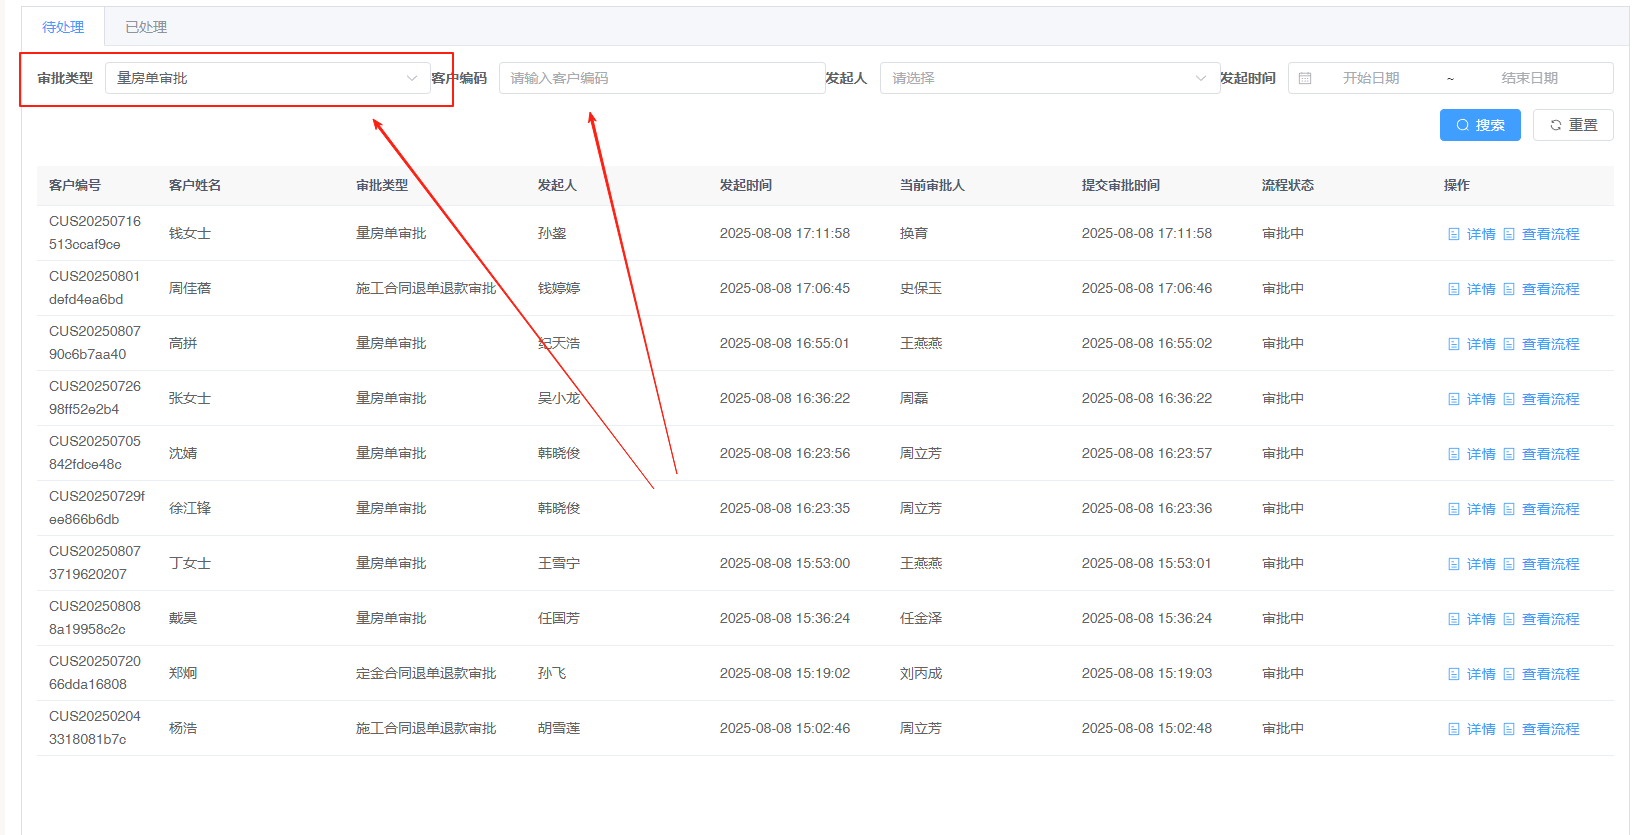 待处理 已处理
审批类型 量房单审批 客户编码 请输入客户编码 发起人 请选择 发起时间 开始日期 ~ 结束日期
搜索 重置
客户编号 客户姓名 审批类型 发起人 发起时间 当前审批人 提交审批时间 流程状态 操作
CUS20250716
513ccaf9ce 钱女士 量房单审批 孙鋆 2025-08-08 17:11:58 换育 2025-08-08 17:11:58 审批中 详情 查看流程
CUS20250801
defd4ea6bd 周佳蓓 施工合同退单退款审批 钱婷婷 2025-08-08 17:06:45 史保玉 2025-08-08 17:06:46 审批中 详情 查看流程
CUS20250807
90c6b7aa40 高拼 量房单审批 纪天浩 2025-08-08 16:55:01 王燕燕 2025-08-08 16:55:02 审批中 详情 查看流程
CUS20250726
98ff52e2b4 张女士 量房单审批 吴小龙 2025-08-08 16:36:22 周磊 2025-08-08 16:36:22 审批中 详情 查看流程
CUS20250705
842fdce48c 沈婧 量房单审批 韩晓俊 2025-08-08 16:23:56 周立芳 2025-08-08 16:23:57 审批中 详情 查看流程
CUS20250729f
ee866b6db 徐江锋 量房单审批 韩晓俊 2025-08-08 16:23:35 周立芳 2025-08-08 16:23:36 审批中 详情 查看流程
CUS20250807
3719620207 丁女士 量房单审批 王雪宁 2025-08-08 15:53:00 王燕燕 2025-08-08 15:53:01 审批中 详情 查看流程
CUS20250808
8a19958c2c 戴昊 量房单审批 任国芳 2025-08-08 15:36:24 任金泽 2025-08-08 15:36:24 审批中 详情 查看流程
CUS20250720
66dda16808 郑炯 定金合同退单退款审批 孙飞 2025-08-08 15:19:02 刘丙成 2025-08-08 15:19:03 审批中 详情 查看流程
CUS20250204
3318081b7c 杨浩 施工合同退单退款审批 胡雪莲 2025-08-08 15:02:46 周立芳 2025-08-08 15:02:48 审批中 详情 查看流程